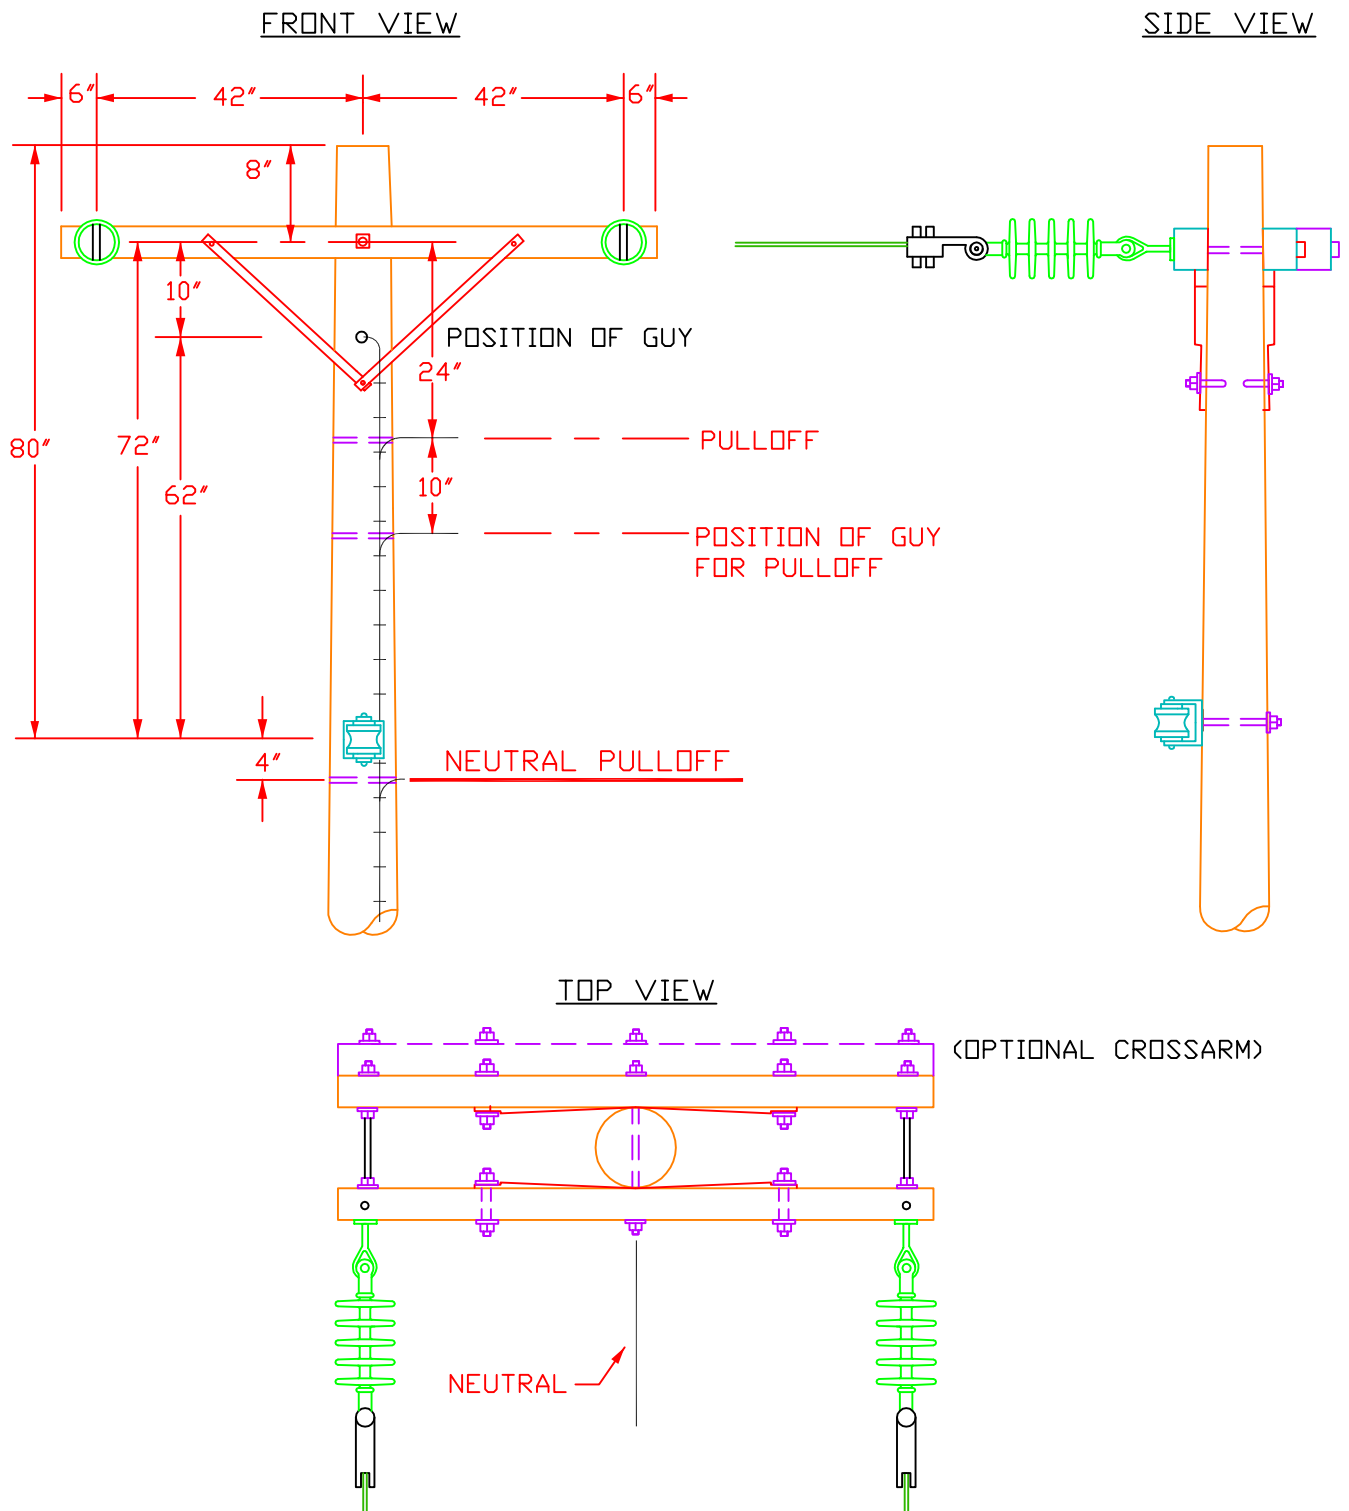 FRONT VIEW
SIDE VIEW
6″ 42″ 42″ 6″
8″
10″
POSITION OF GUY
24″
80″
72″
PULLOFF
62″
10″
POSITION OF GUY
FOR PULLOFF
4″
NEUTRAL PULLOFF
TOP VIEW
(OPTIONAL CROSSARM)
NEUTRAL